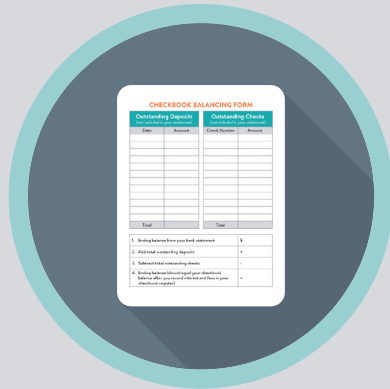 CHECKBOOK BALANCING FORM
Outstanding Deposits Outstanding Checks
(not included in your statement) (not included in your statement)
Date Amount Check Number Amount
Total Total
1. Ending balance from your bank statement $
2. Add total outstanding deposits +
3. Subtract total outstanding checks -
4. Ending balance (should equal your checkbook
balance after you record interest and fees in your =
checkbook register)